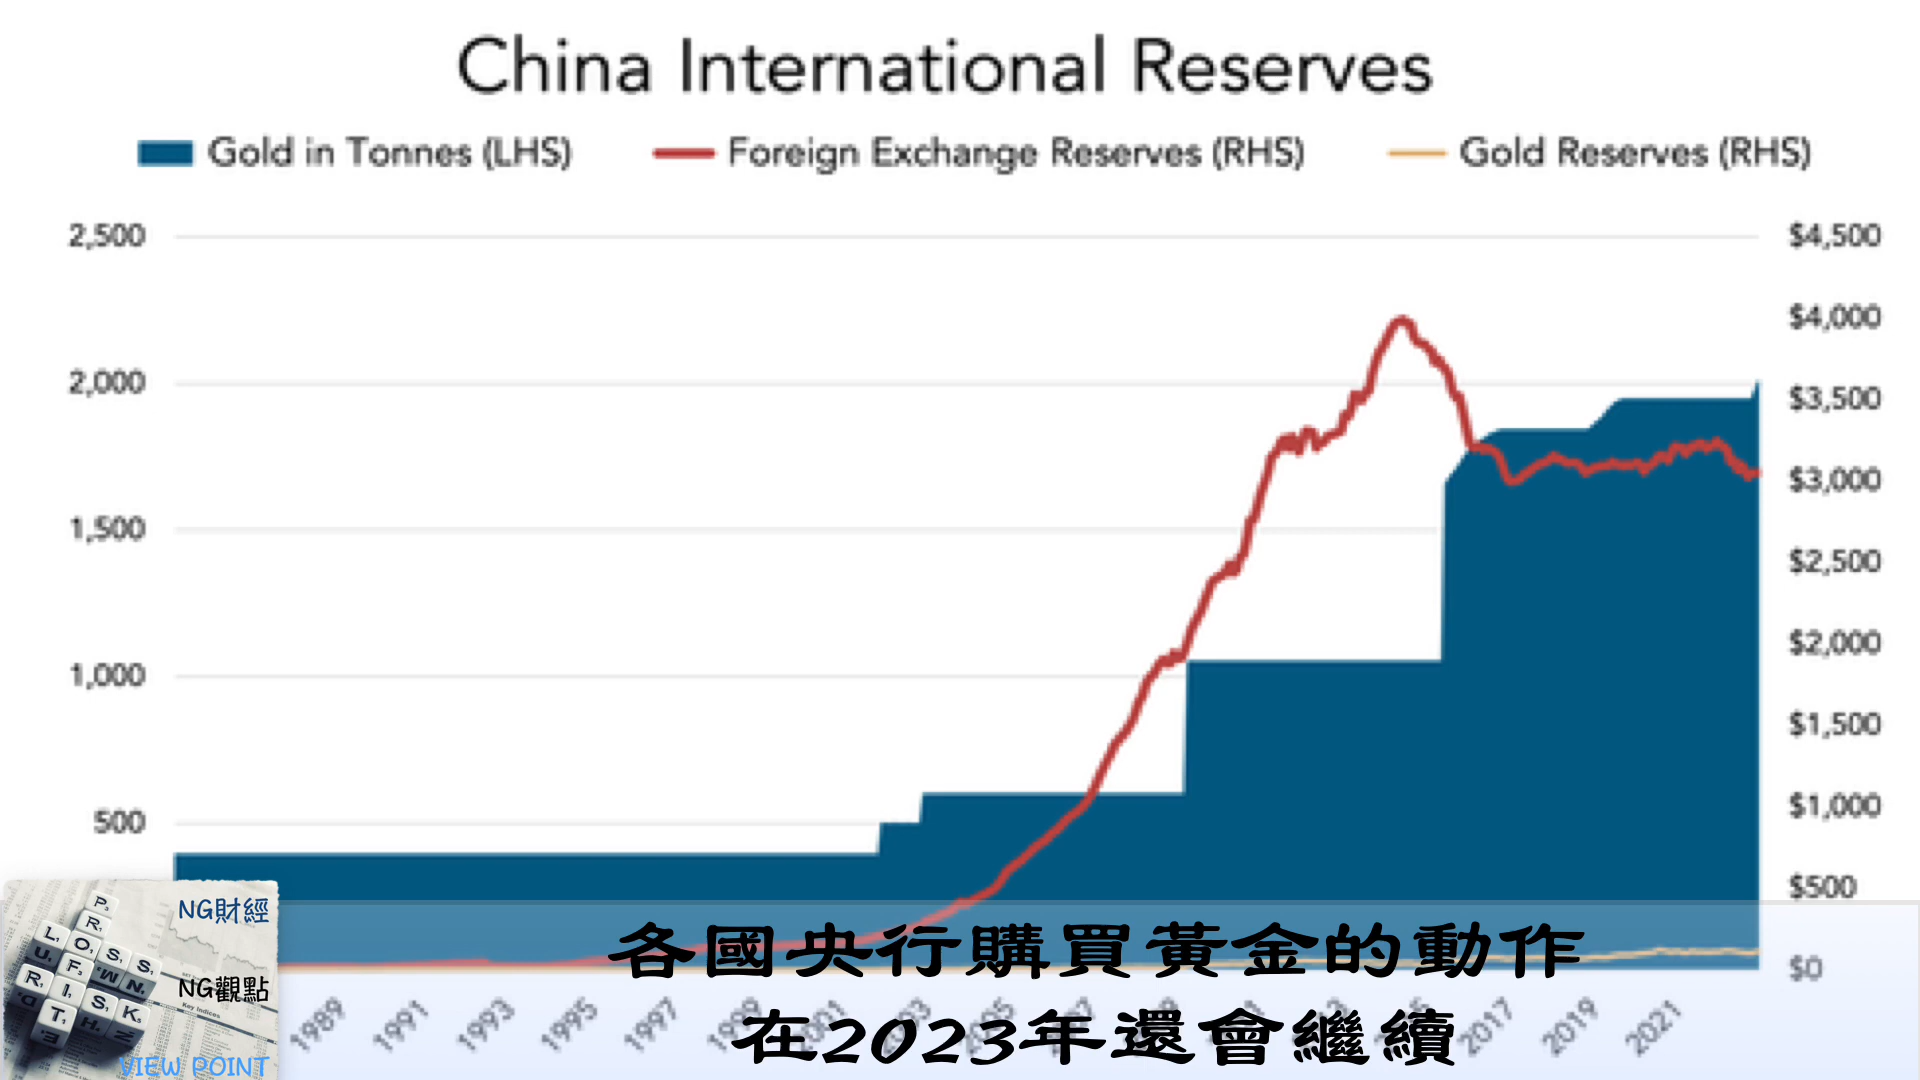 China International Reserves
Gold in Tonnes (LHS) Foreign Exchange Reserves (RHS) Gold Reserves (RHS)
2,500 $4,500
$4,000
2,000 $3,500
$3,000
1,500
$2,500
$2,000
1,000
$1,500
$1,000
500
$500
$0
NG財經
NG觀點
VIEW POINT
各國央行購買黃金的動作
在2023年還會繼續
1989 1991 1993 1995 1997 1999 2001 2017 2019 2021